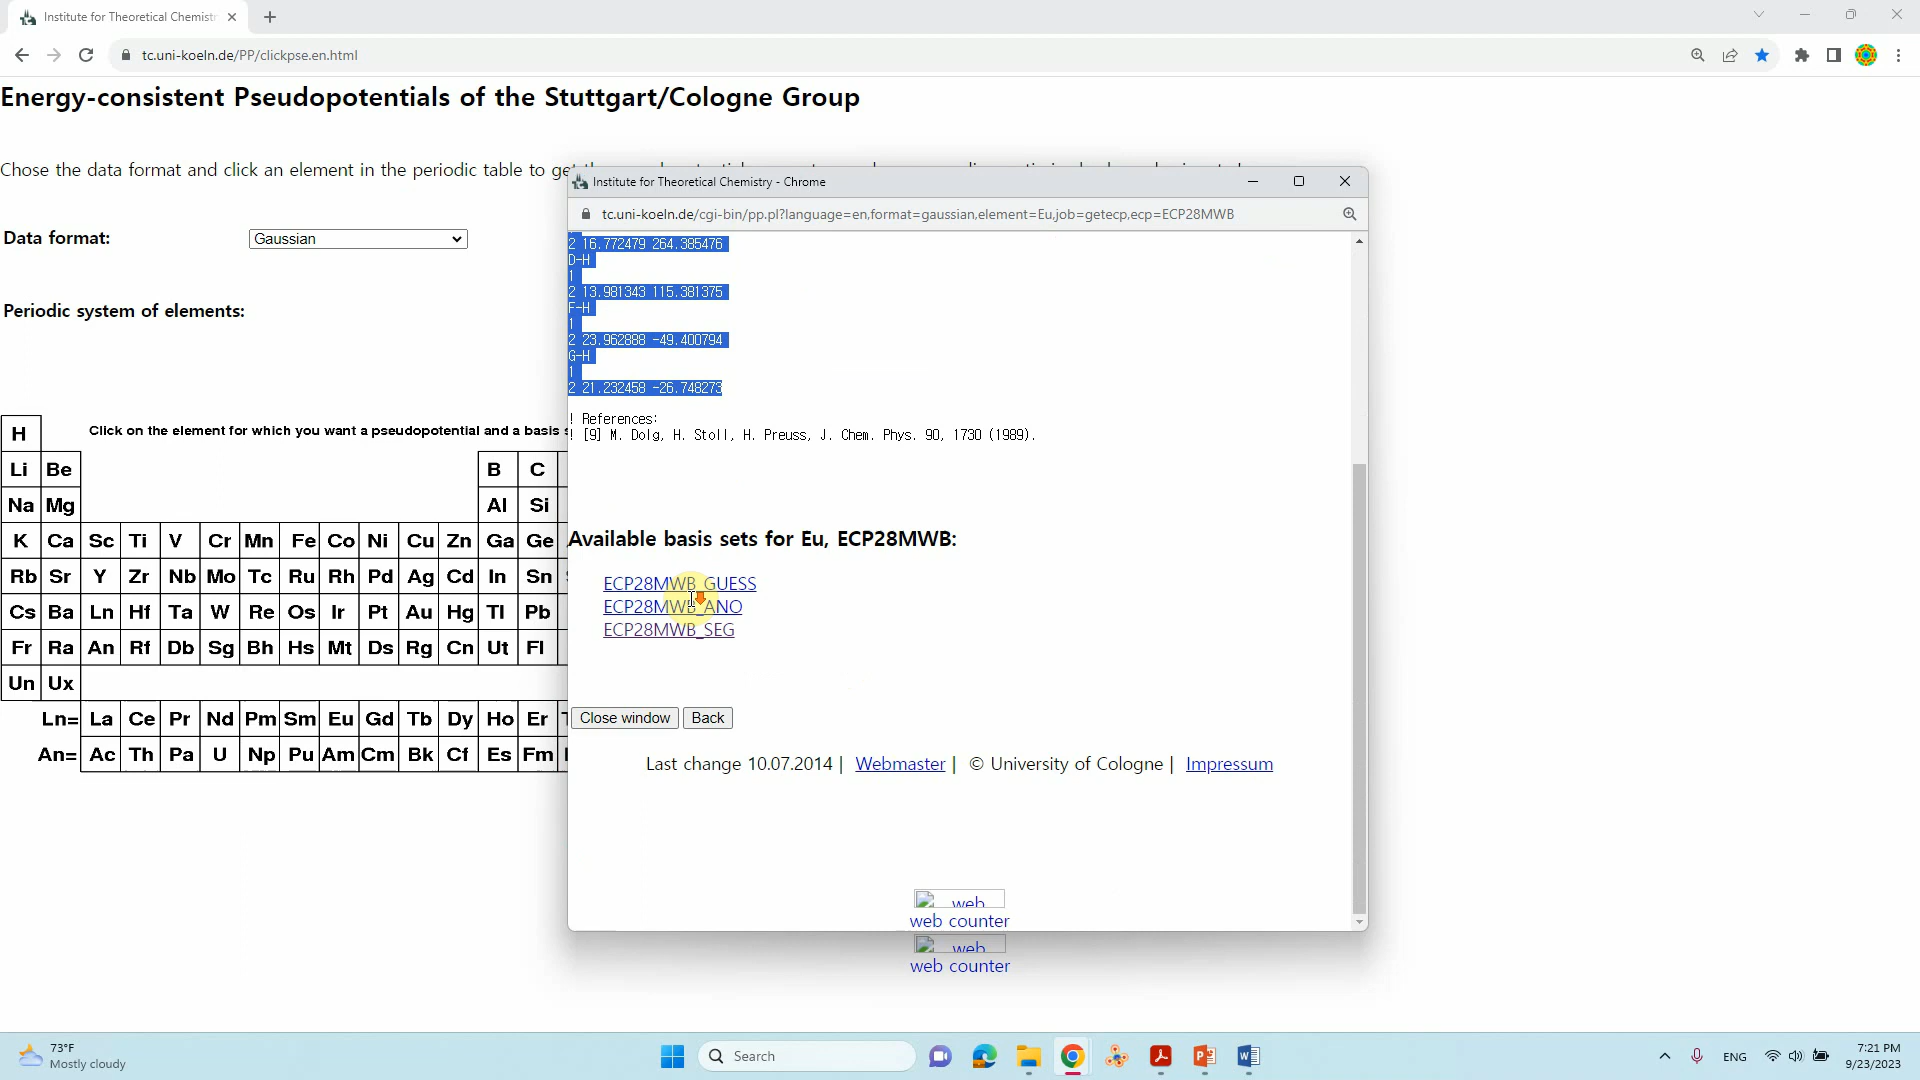 Institute for Theoretical Chemist
tc.uni-koeln.de/PP/clickpse.en.html
Energy-consistent Pseudopotentials of the Stuttgart/Cologne Group
Chose the data format and click an element in the periodic table to ge
Data format:
Gaussian
Periodic system of elements:
H
Click on the element for which you want a pseudopotential and a basis s
Li Be B C
Na Mg Al Si
K Ca Sc Ti V Cr Mn Fe Co Ni Cu Zn Ga Ge
Rb Sr Y Zr Nb Mo Tc Ru Rh Pd Ag Cd In Sn
Cs Ba Ln Hf Ta W Re Os Ir Pt Au Hg Tl Pb
Fr Ra An Rf Db Sg Bh Hs Mt Ds Rg Cn Ut Fl
Un Ux
Ln= La Ce Pr Nd Pm Sm Eu Gd Tb Dy Ho Er
An= Ac Th Pa U Np Pu Am Cm Bk Cf Es Fm
Institute for Theoretical Chemistry - Chrome
tc.uni-koeln.de/cgi-bin/pp.pl?language=en,format=gaussian,element=Eu,job=getecp,ecp=ECP28MWB
2 16.772479 264.385476
D-H
1
2 13.981343 115.381375
F-H
1
2 23.962888 -49.400794
G-H
1
2 21.232458 -26.748273
! References:
! [9] M. Dolg, H. Stoll, H. Preuss, J. Chem. Phys. 90, 1730 (1989).
Available basis sets for Eu, ECP28MWB:
ECP28MWB_GUESS
ECP28MWB_ANO
ECP28MWB_SEG
Close window Back
Last change 10.07.2014 | Webmaster | © University of Cologne | Impressum
web
web counter
web
web counter
73°F
Mostly cloudy
Search
ENG
7:21 PM
9/23/2023